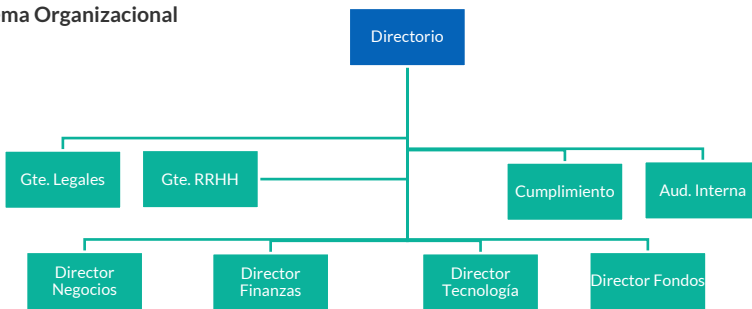 ma Organizacional
Directorio
Gte. Legales
Gte. RRHH
Cumplimiento
Aud. Interna
Director
Negocios
Director
Finanzas
Director
Tecnología
Director Fondos